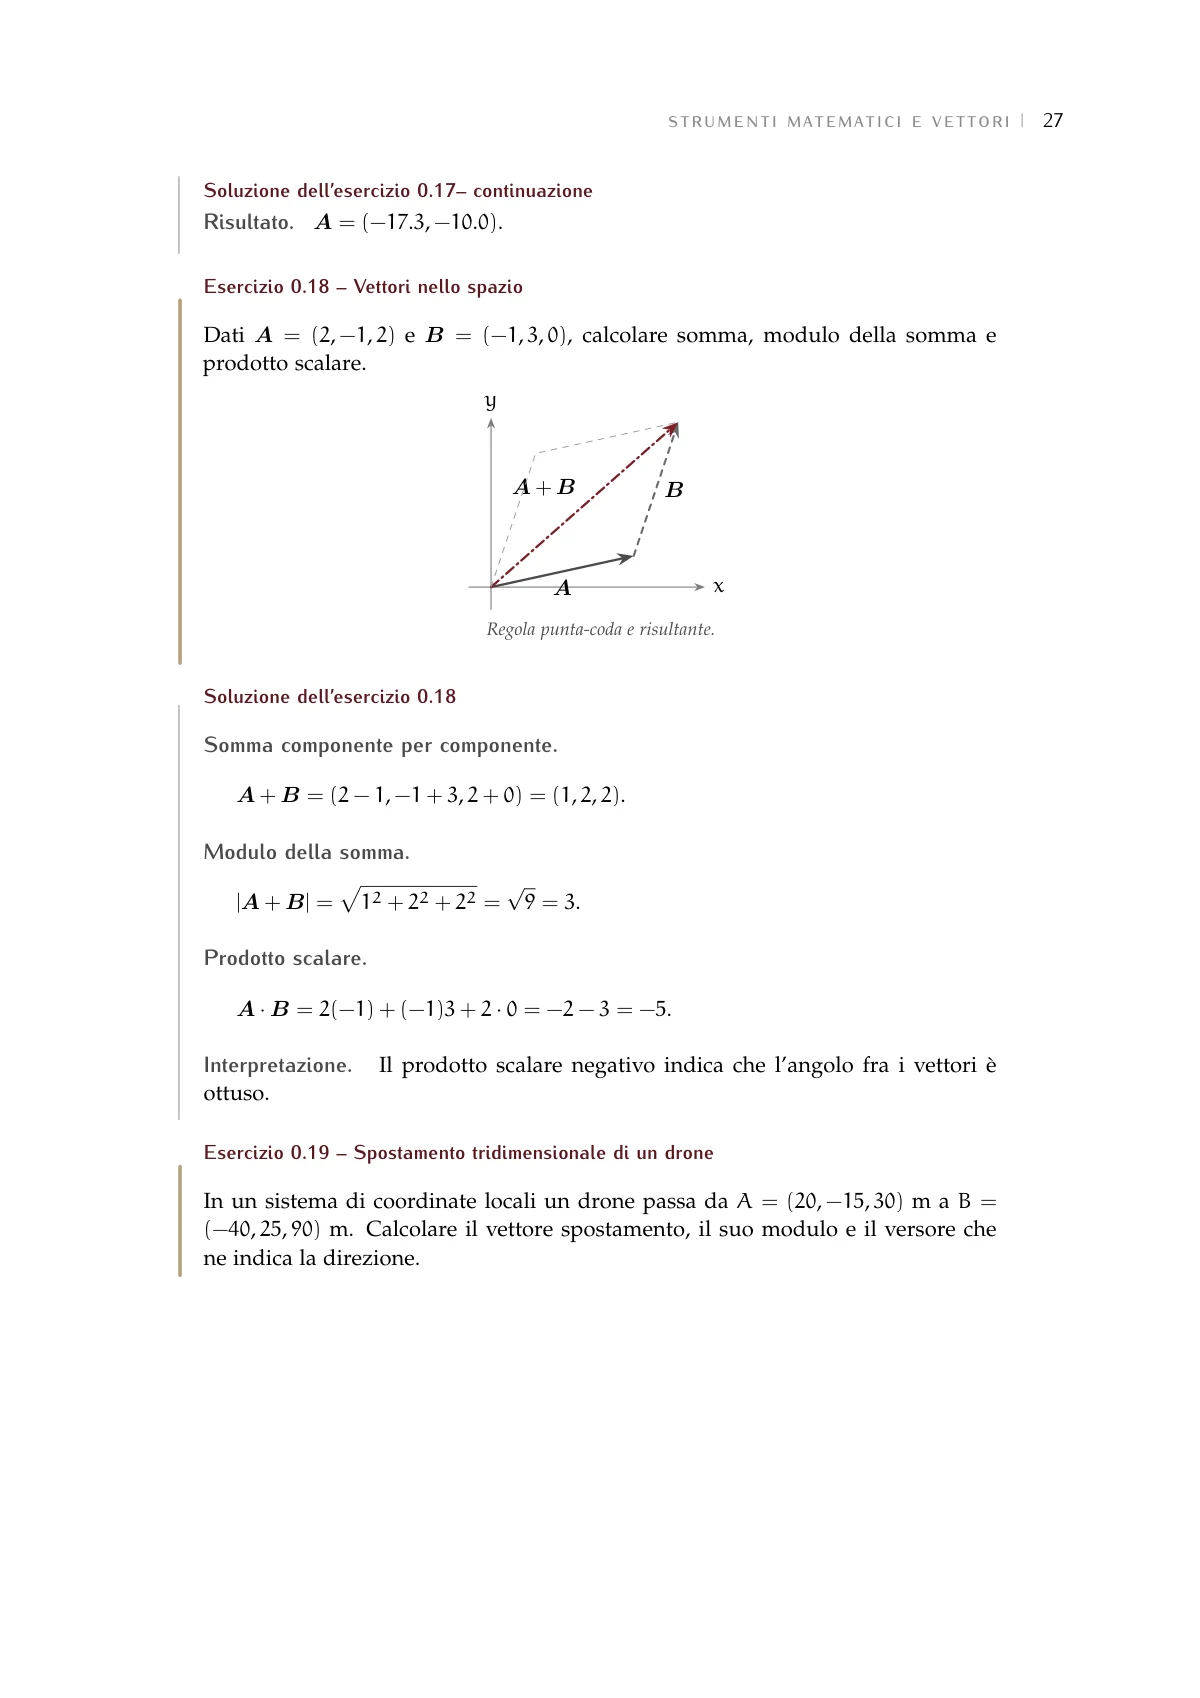 STRUMENTI MATEMATICI E VETTORI | 27
Soluzione dell'esercizio 0.17– continuazione
Risultato. A = (−17.3, −10.0).
Esercizio 0.18 – Vettori nello spazio
Dati A = (2, −1, 2) e B = (−1, 3, 0), calcolare somma, modulo della somma e
prodotto scalare.
y
A + B
B
A
x
Regola punta-coda e risultante.
Soluzione dell'esercizio 0.18
Somma componente per componente.
A + B = (2 − 1, −1 + 3, 2 + 0) = (1, 2, 2).
Modulo della somma.
|A + B| = √(1² + 2² + 2²) = √9 = 3.
Prodotto scalare.
A · B = 2(−1) + (−1)3 + 2 · 0 = −2 − 3 = −5.
Interpretazione. Il prodotto scalare negativo indica che l'angolo fra i vettori è
ottuso.
Esercizio 0.19 – Spostamento tridimensionale di un drone
In un sistema di coordinate locali un drone passa da A = (20, −15, 30) m a B =
(−40, 25, 90) m. Calcolare il vettore spostamento, il suo modulo e il versore che
ne indica la direzione.